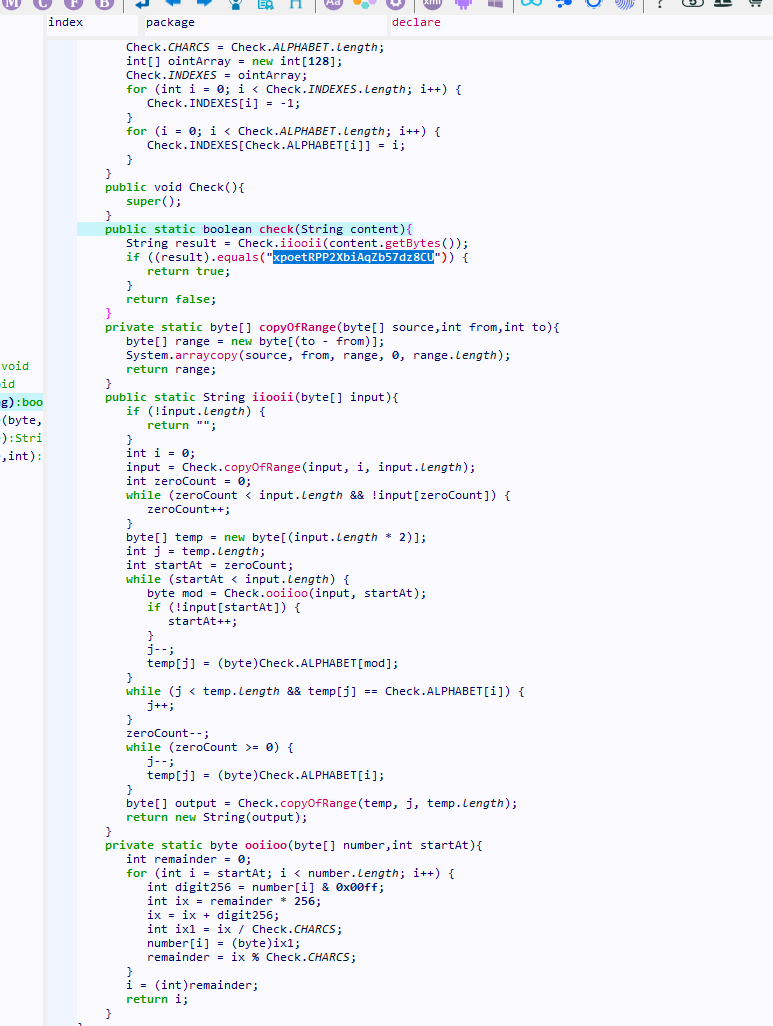 index package declare
Check.CHARCS = Check.ALPHABET.length;
int[] ointArray = new int[128];
Check.INDEXES = ointArray;
for (int i = 0; i < Check.INDEXES.length; i++) {
Check.INDEXES[i] = -1;
}
for (i = 0; i < Check.ALPHABET.length; i++) {
Check.INDEXES[Check.ALPHABET[i]] = i;
}
}
public void Check(){
super();
}
public static boolean check(String content){
String result = Check.iiooii(content.getBytes());
if ((result).equals("xpoetRPP2XbiAqZb57dz8CU")) {
return true;
}
return false;
}
private static byte[] copyOfRange(byte[] source,int from,int to){
byte[] range = new byte[(to - from)];
System.arraycopy(source, from, range, 0, range.length);
return range;
}
public static String iiooii(byte[] input){
if (!input.length) {
return "";
}
int i = 0;
input = Check.copyOfRange(input, i, input.length);
int zeroCount = 0;
while (zeroCount < input.length && !input[zeroCount]) {
zeroCount++;
}
byte[] temp = new byte[(input.length * 2)];
int j = temp.length;
int startAt = zeroCount;
while (startAt < input.length) {
byte mod = Check.ooiioo(input, startAt);
if (!input[startAt]) {
startAt++;
}
j--;
temp[j] = (byte)Check.ALPHABET[mod];
}
while (j < temp.length && temp[j] == Check.ALPHABET[i]) {
j++;
}
zeroCount--;
while (zeroCount >= 0) {
j--;
temp[j] = (byte)Check.ALPHABET[i];
}
byte[] output = Check.copyOfRange(temp, j, temp.length);
return new String(output);
}
private static byte ooiioo(byte[] number,int startAt){
int remainder = 0;
for (int i = startAt; i < number.length; i++) {
int digit256 = number[i] & 0x00ff;
int ix = remainder * 256;
ix = ix + digit256;
int ix1 = ix / Check.CHARCS;
number[i] = (byte)ix1;
remainder = ix % Check.CHARCS;
}
i = (int)remainder;
return i;
}
void
id
g):boo
(byte,
):Stri
,int):